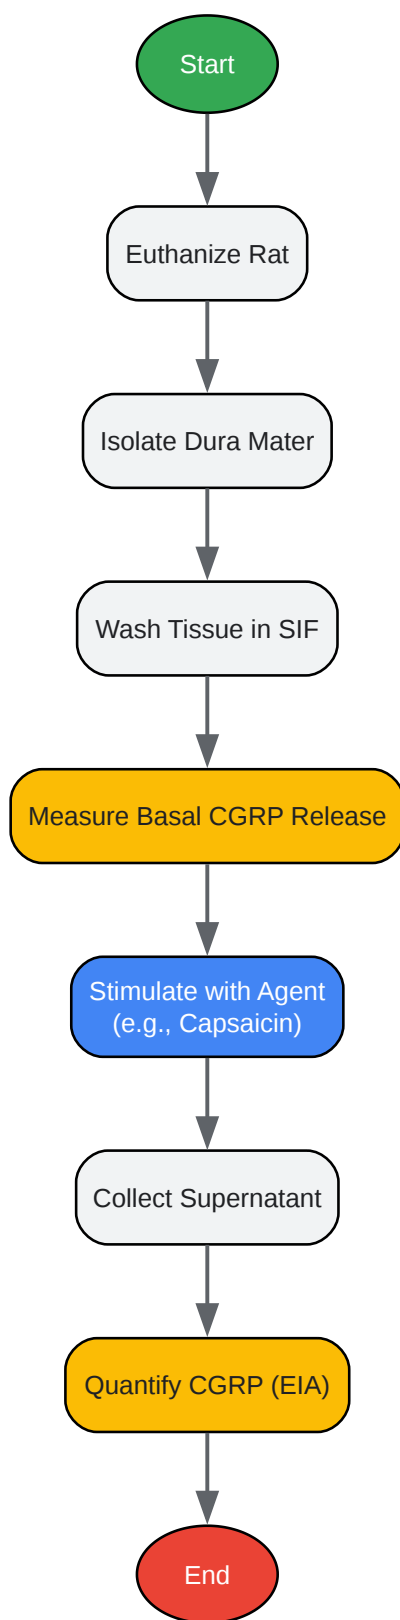 Start
Euthanize Rat
Isolate Dura Mater
Wash Tissue in SIF
Measure Basal CGRP Release
Stimulate with Agent
(e.g., Capsaicin)
Collect Supernatant
Quantify CGRP (EIA)
End